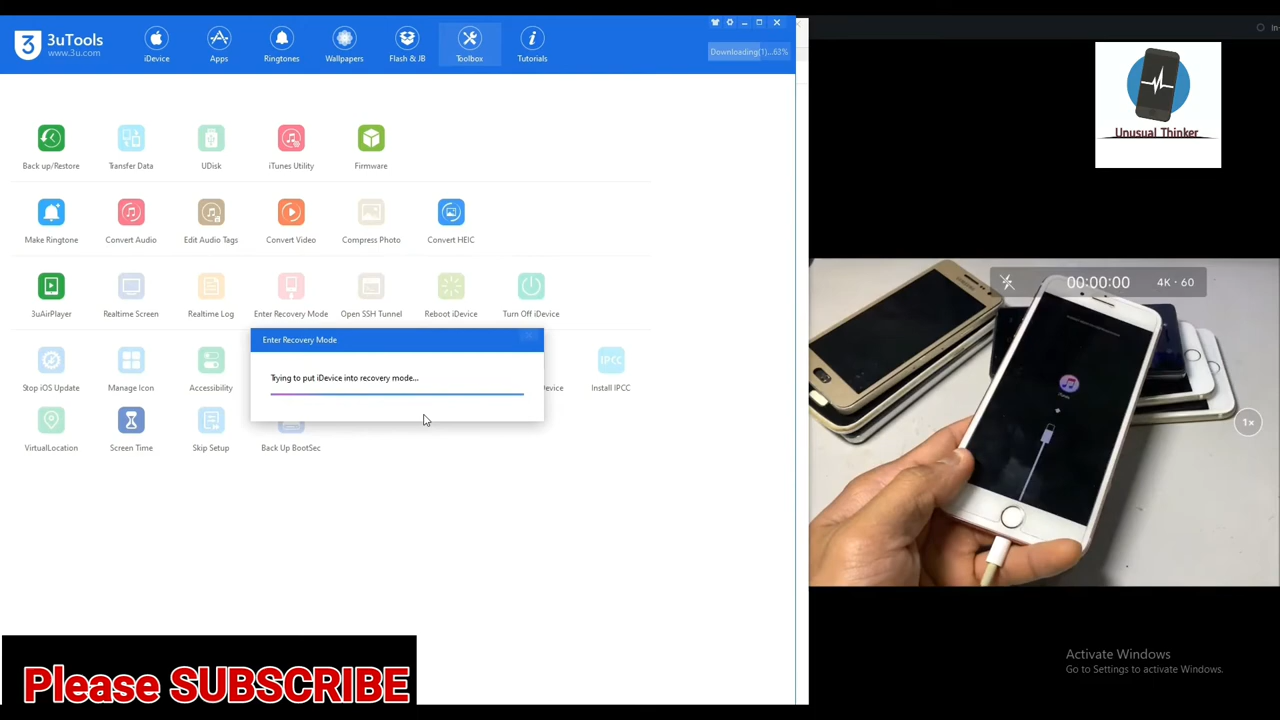 3uTools
www.3u.com
iDevice
Apps
Ringtones
Wallpapers
Flash & JB
Toolbox
Tutorials
Downloading(1)...63%
Back up/Restore
Transfer Data
UDisk
iTunes Utility
Firmware
Make Ringtone
Convert Audio
Edit Audio Tags
Convert Video
Compress Photo
Convert HEIC
3uAirPlayer
Realtime Screen
Realtime Log
Enter Recovery Mode
Open SSH Tunnel
Reboot iDevice
Turn Off iDevice
Enter Recovery Mode
Trying to put iDevice into recovery mode...
Stop iOS Update
Manage Icon
Accessibility
Device
IPCC
Install IPCC
VirtualLocation
Screen Time
Skip Setup
Back Up BootSec
Please SUBSCRIBE
Unusual Thinker
00:00:00
4K · 60
1×
Activate Windows
Go to Settings to activate Windows.